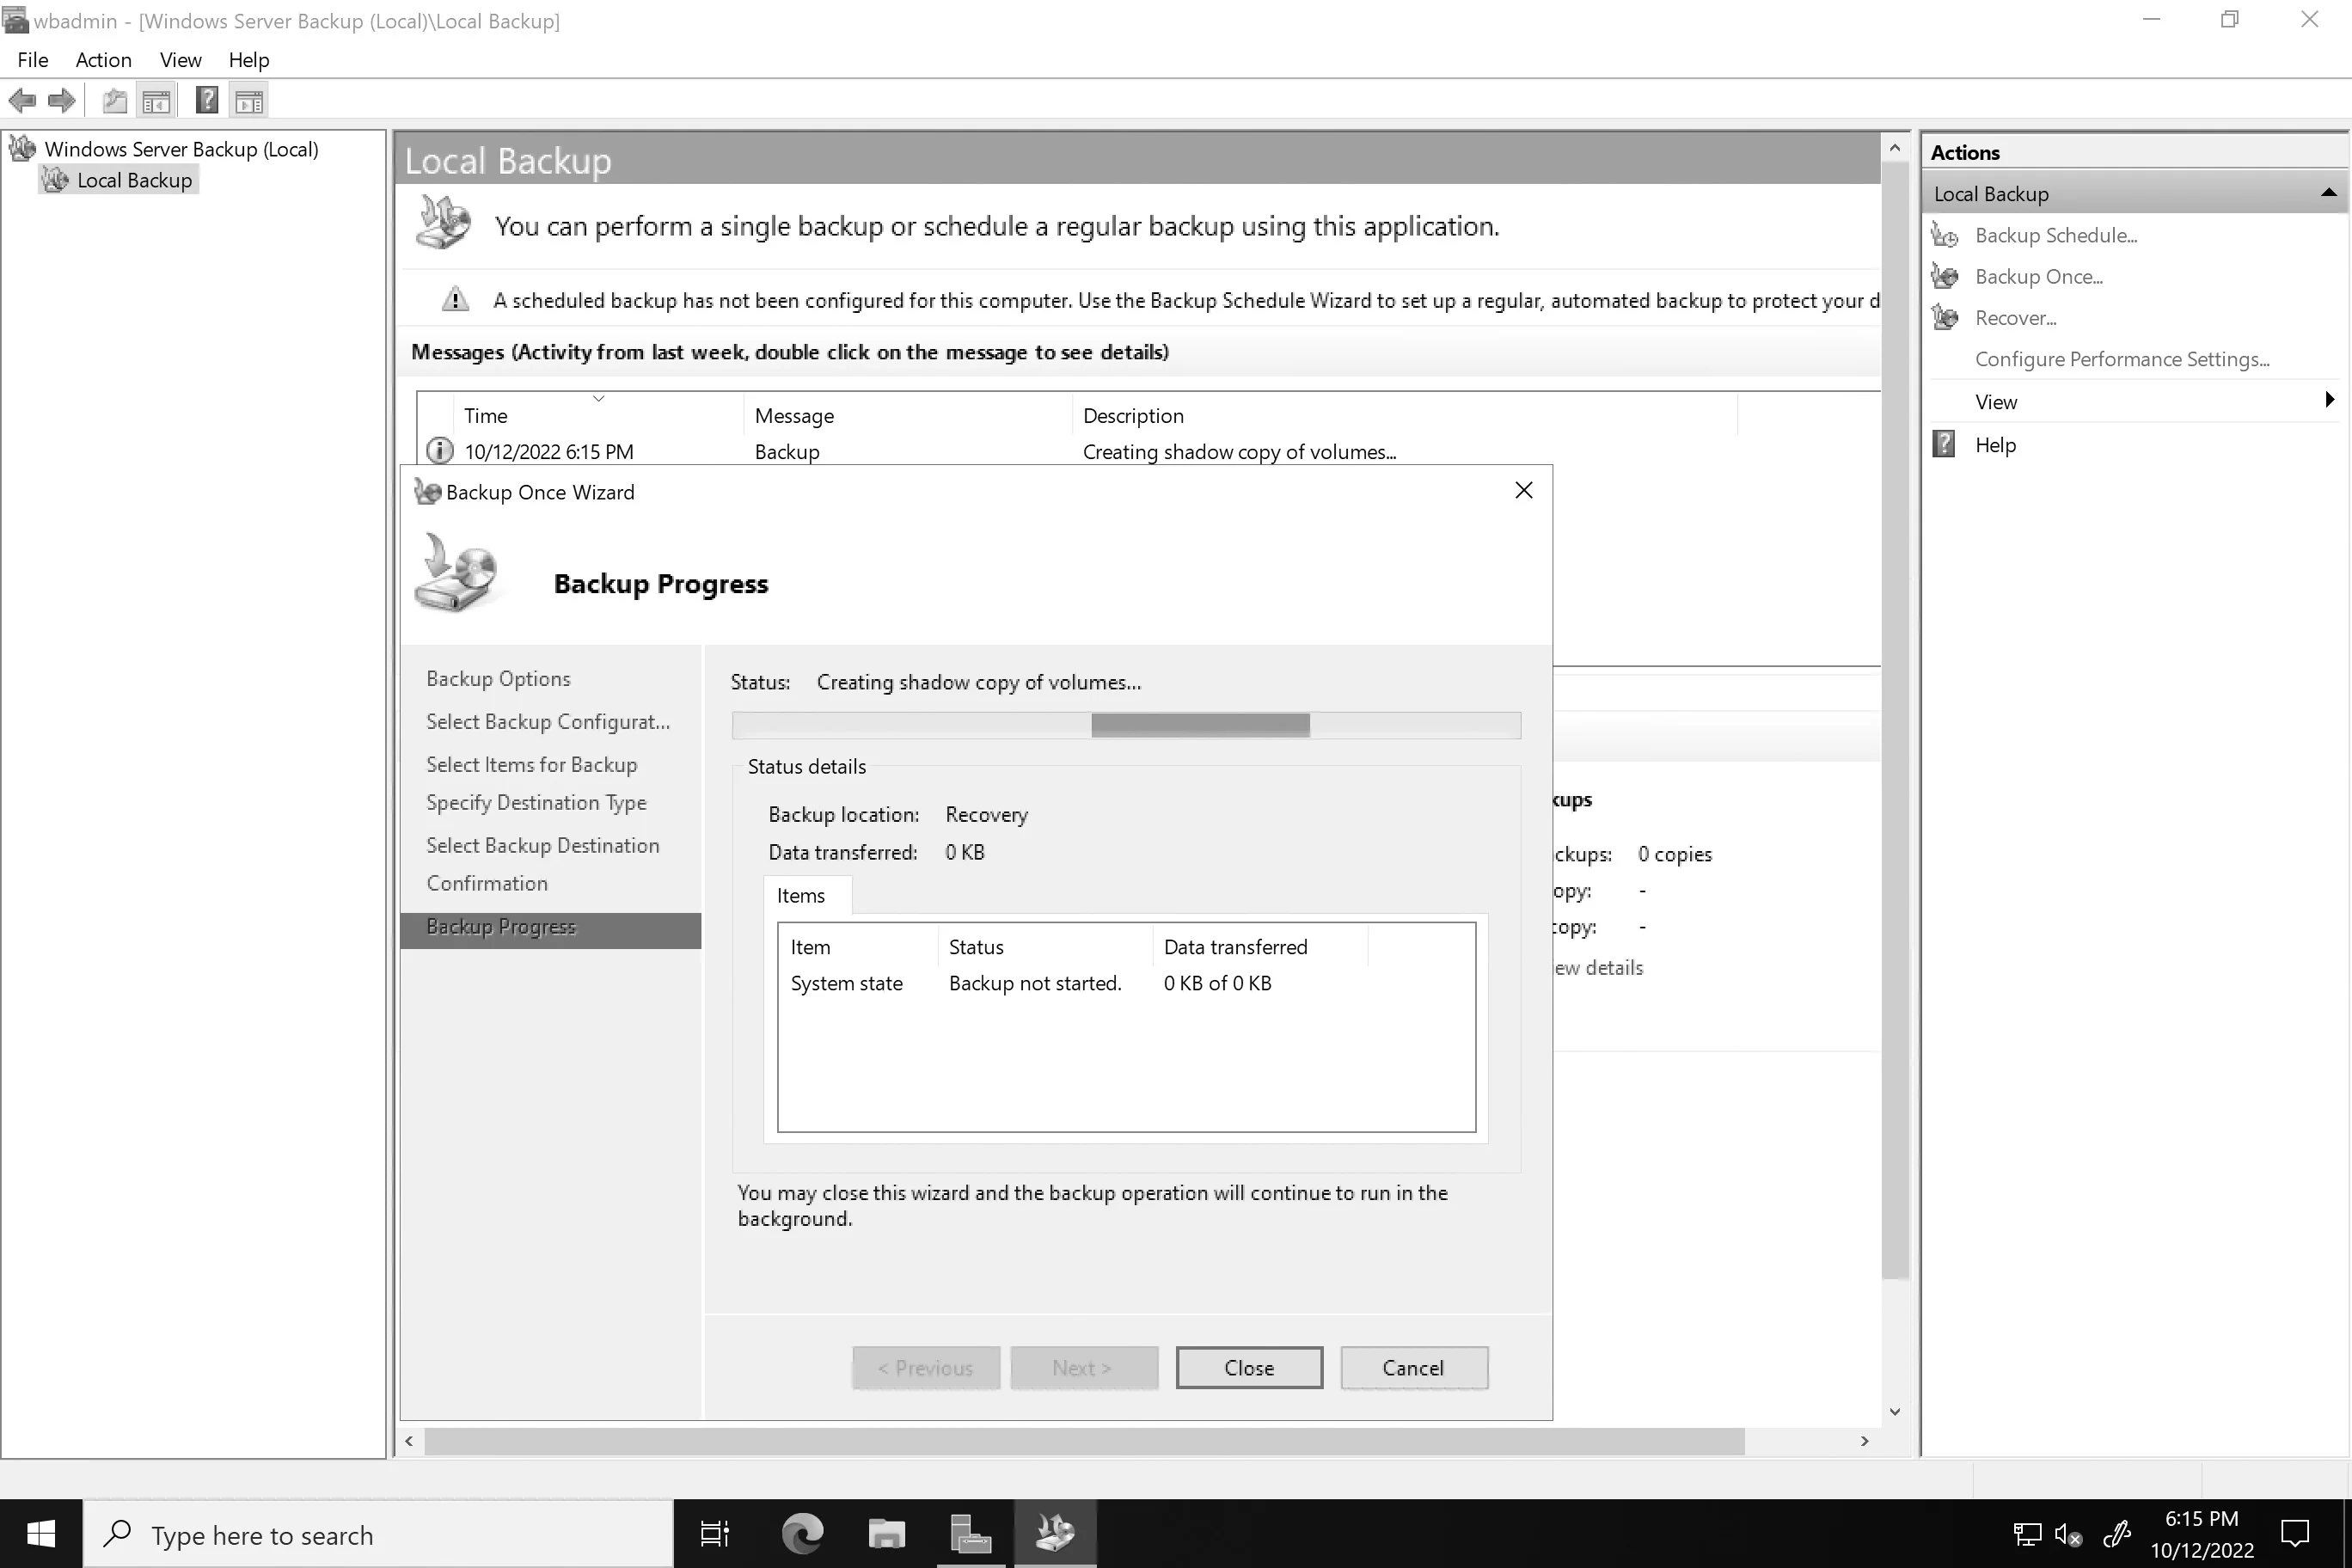 wbadmin - [Windows Server Backup (Local)\Local Backup]
File Action View Help
Windows Server Backup (Local)
Local Backup
Local Backup
You can perform a single backup or schedule a regular backup using this application.
A scheduled backup has not been configured for this computer. Use the Backup Schedule Wizard to set up a regular, automated backup to protect your d
Messages (Activity from last week, double click on the message to see details)
Time Message Description
10/12/2022 6:15 PM Backup Creating shadow copy of volumes...
Backup Once Wizard
Backup Progress
Backup Options
Select Backup Configurat...
Select Items for Backup
Specify Destination Type
Select Backup Destination
Confirmation
Backup Progress
Status: Creating shadow copy of volumes...
Status details
Backup location: Recovery
Data transferred: 0 KB
Items
Item Status Data transferred
System state Backup not started. 0 KB of 0 KB
You may close this wizard and the backup operation will continue to run in the
background.
< Previous Next > Close Cancel
kups
ckups: 0 copies
opy: -
copy: -
iew details
Actions
Local Backup
Backup Schedule...
Backup Once...
Recover...
Configure Performance Settings...
View
Help
Type here to search
6:15 PM
10/12/2022